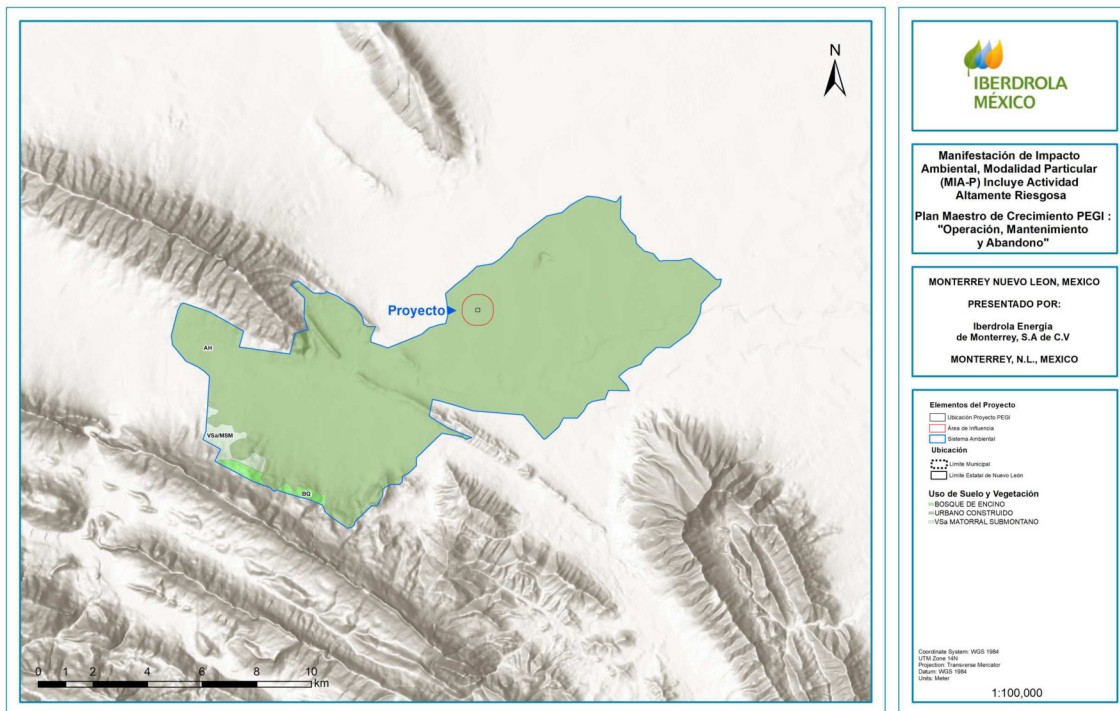 N
Proyecto
AH
VSa/MSM
BQ
0 2 4 6 8 10
km
IBERDROLA
MÉXICO
Manifestación de Impacto
Ambiental, Modalidad Particular
(MIA-P) Incluye Actividad
Altamente Riesgosa
Plan Maestro de Crecimiento PEGI :
"Operación, Mantenimiento
y Abandono"
MONTERREY NUEVO LEON, MEXICO
PRESENTADO POR:
Iberdrola Energía
de Monterrey, S.A de C.V
MONTERREY, N.L., MEXICO
Elementos del Proyecto
Ubicación Proyecto PEGI
Área de Influencia
Sistema Ambiental
Ubicación
Limite Municipal
Limite Estatal de Nuevo León
Uso de Suelo y Vegetación
BOSQUE DE ENCINO
URBANO CONSTRUIDO
VSa MATORRAL SUBMONTANO
Coordinate System: WGS 1984
UTM Zone 14N
Projection: Transverse Mercator
Datum: WGS 1984
Units: Meter
1:100,000